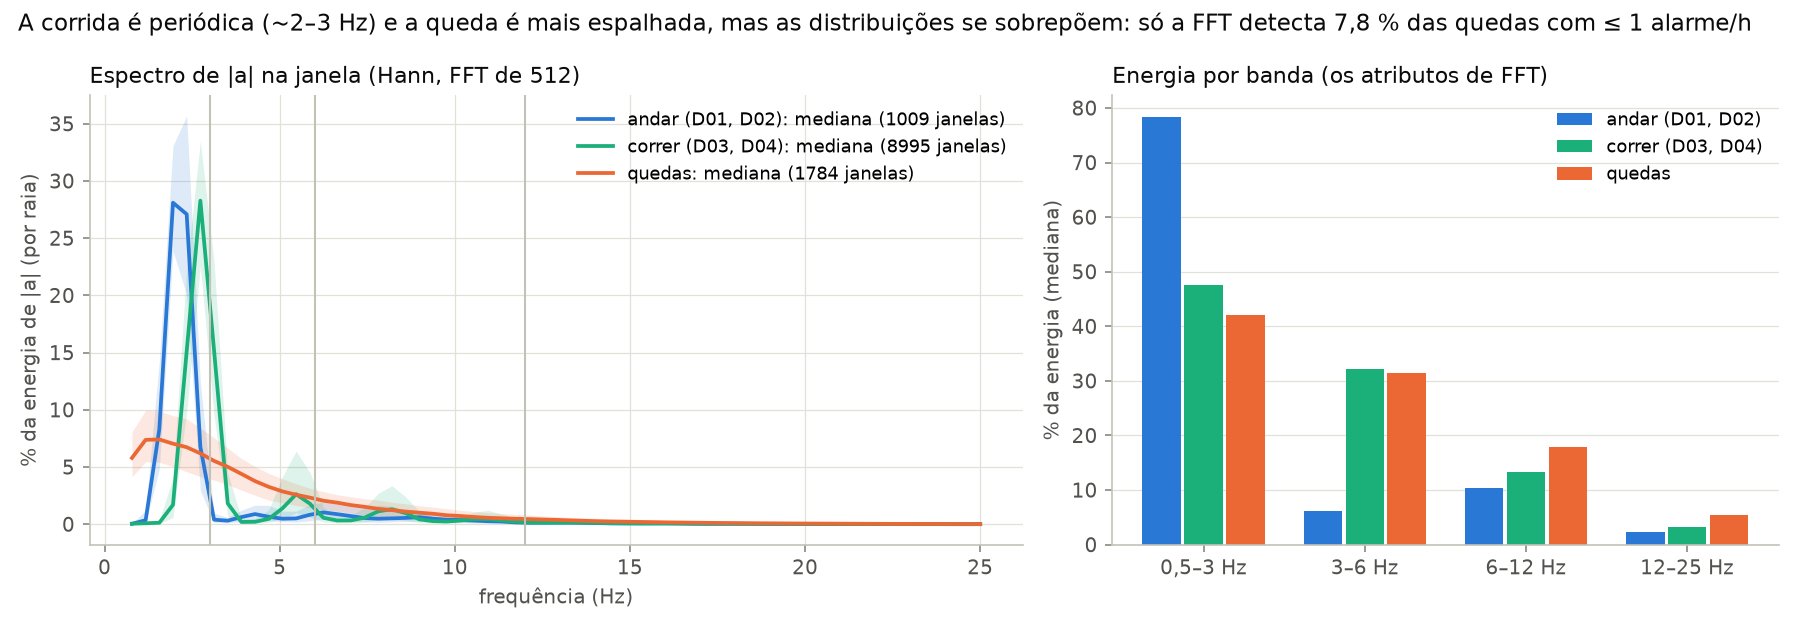 A corrida é periódica (~2–3 Hz) e a queda é mais espalhada, mas as distribuições se sobrepõem: só a FFT detecta 7,8 % das quedas com ≤ 1 alarme/h
Espectro de |a| na janela (Hann, FFT de 512)
% da energia de |a| (por raia)
35
30
25
20
15
10
5
0
andar (D01, D02): mediana (1009 janelas)
correr (D03, D04): mediana (8995 janelas)
quedas: mediana (1784 janelas)
0 5 10 15 20 25
frequência (Hz)
Energia por banda (os atributos de FFT)
% da energia (mediana)
80
70
60
50
40
30
20
10
0
andar (D01, D02)
correr (D03, D04)
quedas
0,5–3 Hz 3–6 Hz 6–12 Hz 12–25 Hz